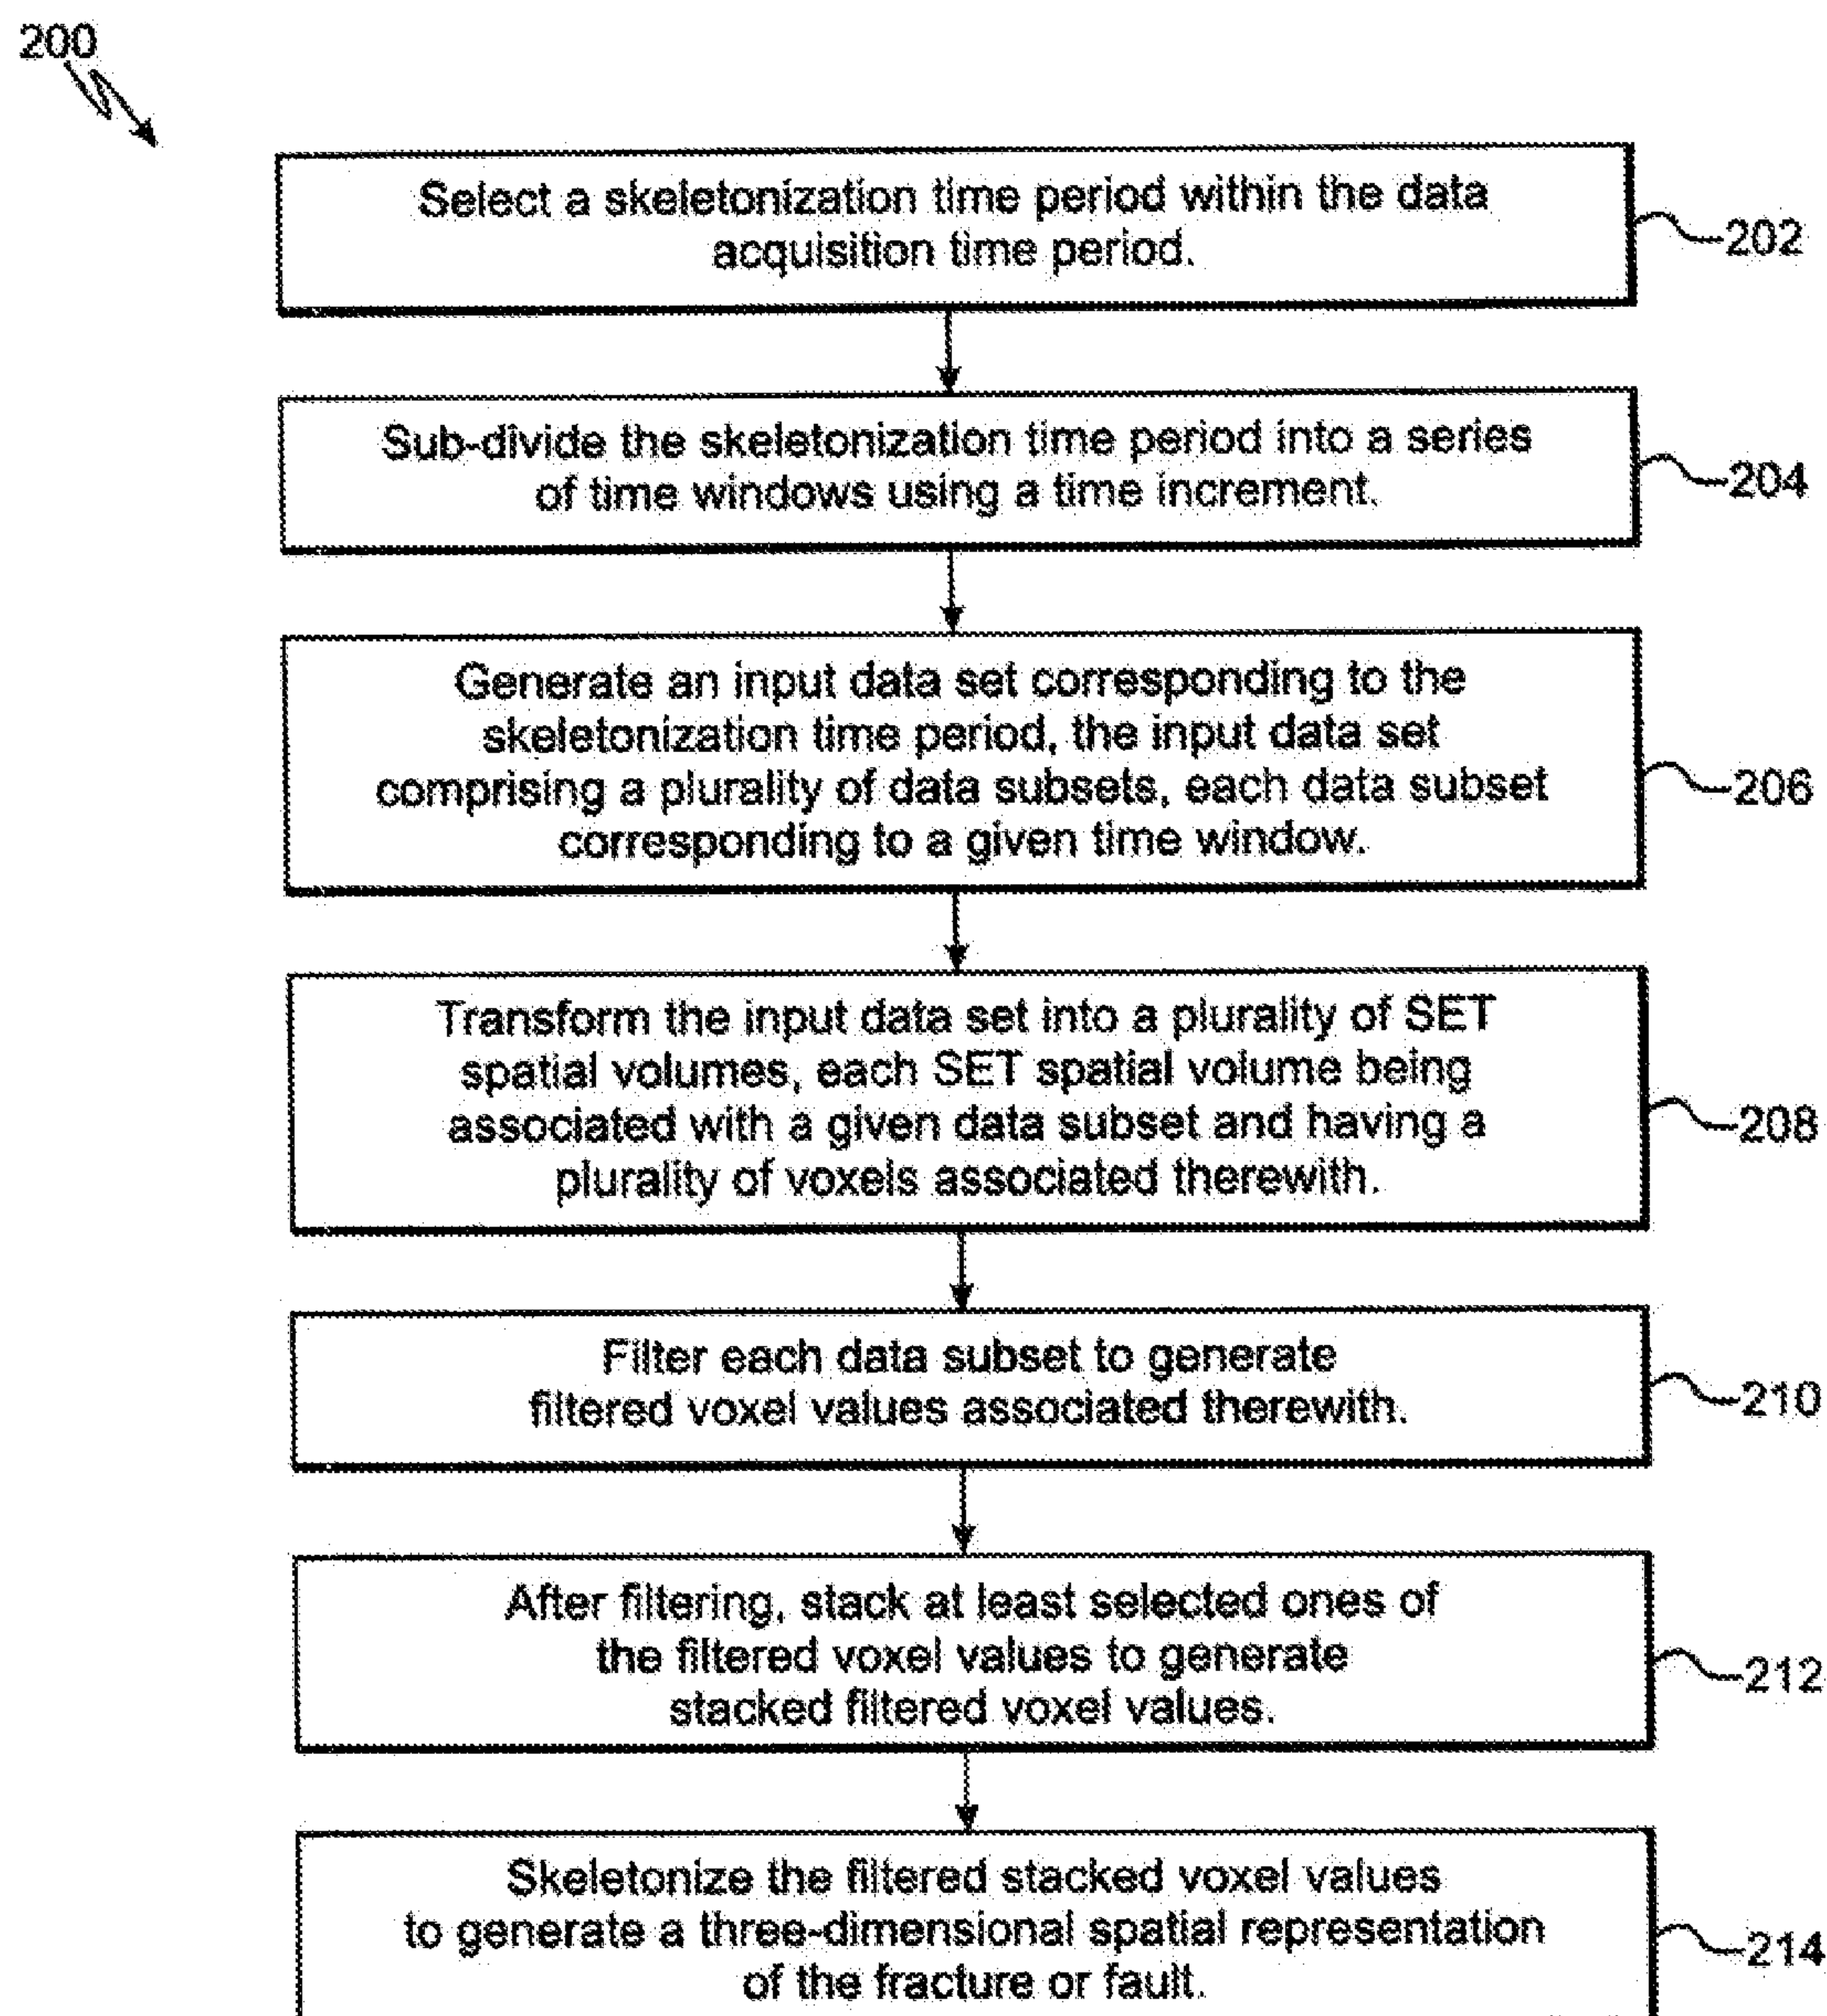 200
Select a skeletonization time period within the data
acquisition time period.
202
Sub-divide the skeletonization time period into a series
of time windows using a time increment.
204
Generate an input data set corresponding to the
skeletonization time period, the input data set
comprising a plurality of data subsets, each data subset
corresponding to a given time window.
206
Transform the input data set into a plurality of SET
spatial volumes, each SET spatial volume being
associated with a given data subset and having a
plurality of voxels associated therewith.
208
Filter each data subset to generate
filtered voxel values associated therewith.
210
After filtering, stack at least selected ones of
the filtered voxel values to generate
stacked filtered voxel values.
212
Skeletonize the filtered stacked voxel values
to generate a three-dimensional spatial representation
of the fracture or fault.
214